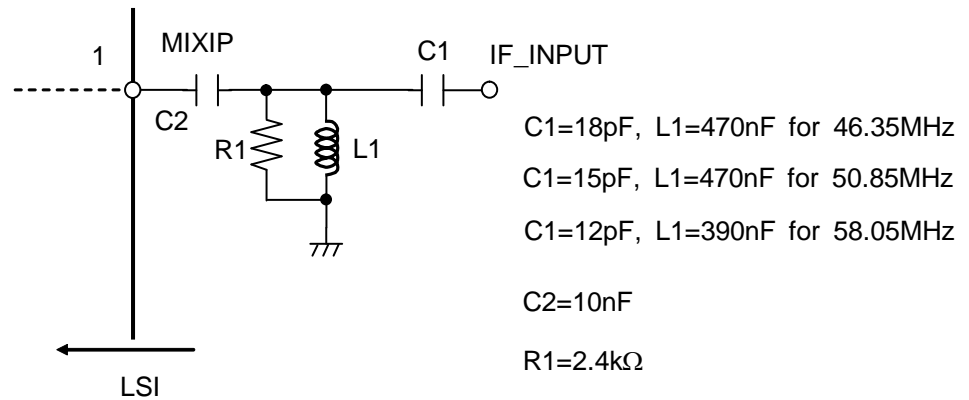 1
MIXIP
C1
IF_INPUT
C2
R1
L1
C1=18pF, L1=470nF for 46.35MHz
C1=15pF, L1=470nF for 50.85MHz
C1=12pF, L1=390nF for 58.05MHz
C2=10nF
R1=2.4kΩ
LSI